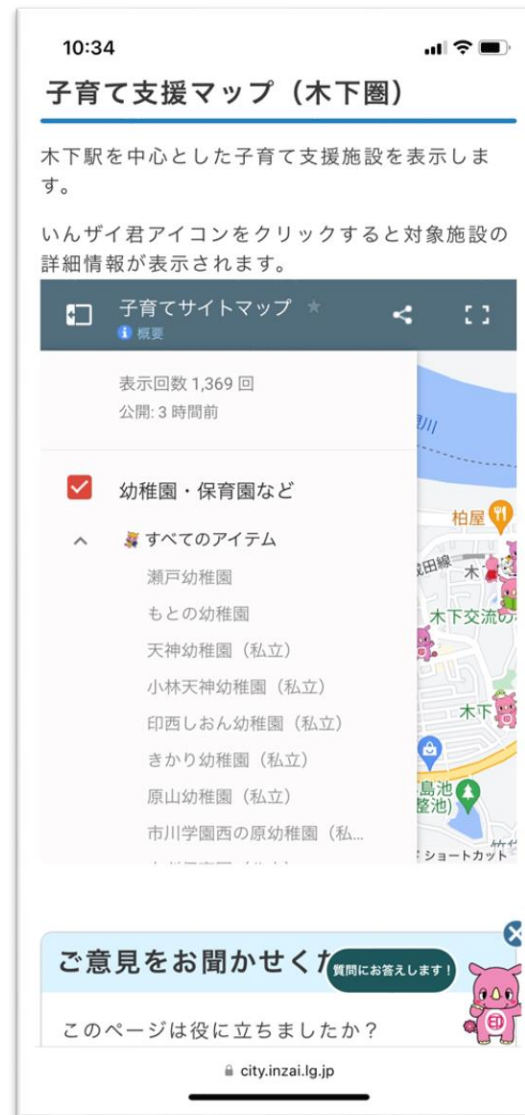 10:34
子育て支援マップ（木下圏）
木下駅を中心とした子育て支援施設を表示しま
す。
いんザイ君アイコンをクリックすると対象施設の
詳細情報が表示されます。
子育てサイトマップ
概要
表示回数 1,369 回
公開: 3 時間前
幼稚園・保育園など
すべてのアイテム
瀬戸幼稚園
もとの幼稚園
天神幼稚園（私立）
小林天神幼稚園（私立）
印西しおん幼稚園（私立）
きかり幼稚園（私立）
原山幼稚園（私立）
市川学園西の原幼稚園（私...
柏屋
成田線
木
木下交流の
木下
島池
整池)
ショートカット
ご意見をお聞かせくだ
質問にお答えします！
印
このページは役に立ちましたか？
city.inzai.lg.jp